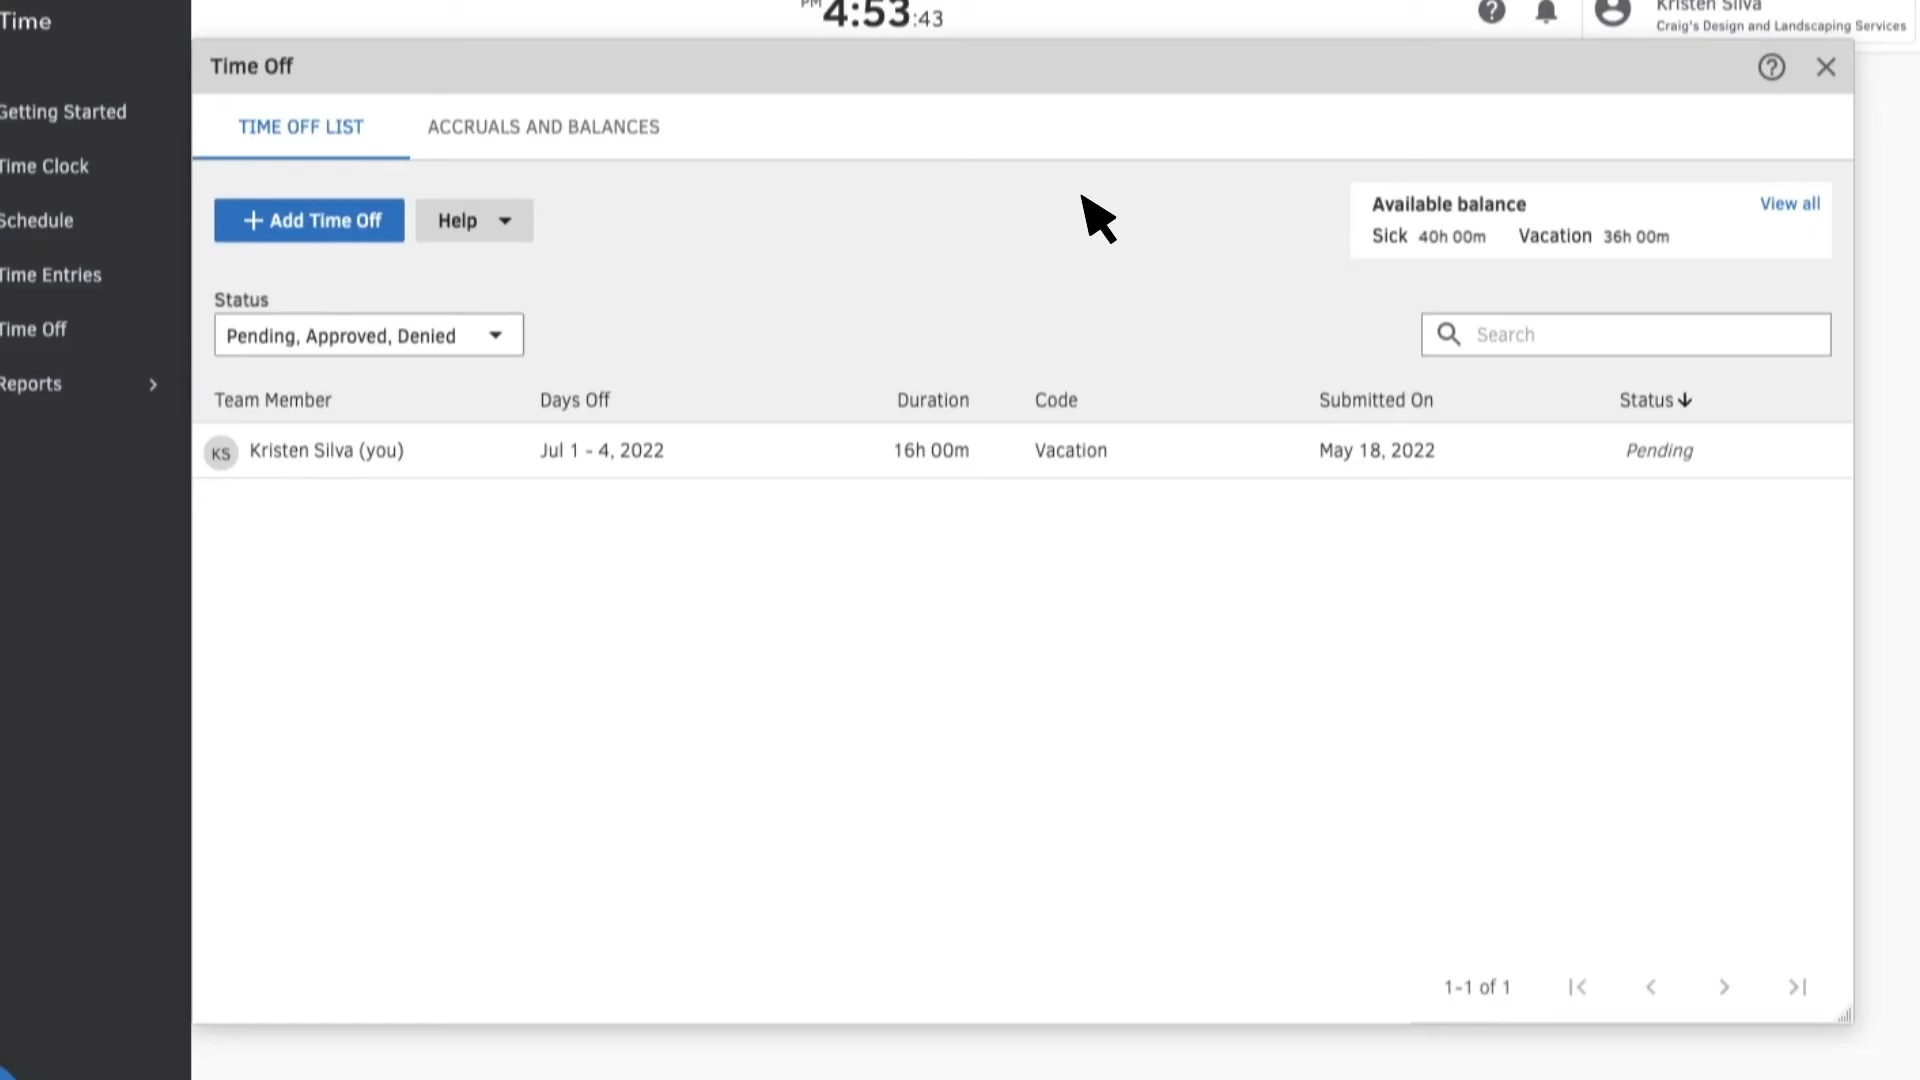 Time
PM 4:53:43
Kristen Silva
Craig's Design and Landscaping Services
Getting Started
Time Clock
Schedule
Time Entries
Time Off
Reports
Time Off
TIME OFF LIST ACCRUALS AND BALANCES
+ Add Time Off Help
Available balance View all
Sick 40h 00m Vacation 36h 00m
Status
Pending, Approved, Denied
Search
Team Member Days Off Duration Code Submitted On Status
KS Kristen Silva (you) Jul 1 - 4, 2022 16h 00m Vacation May 18, 2022 Pending
1-1 of 1